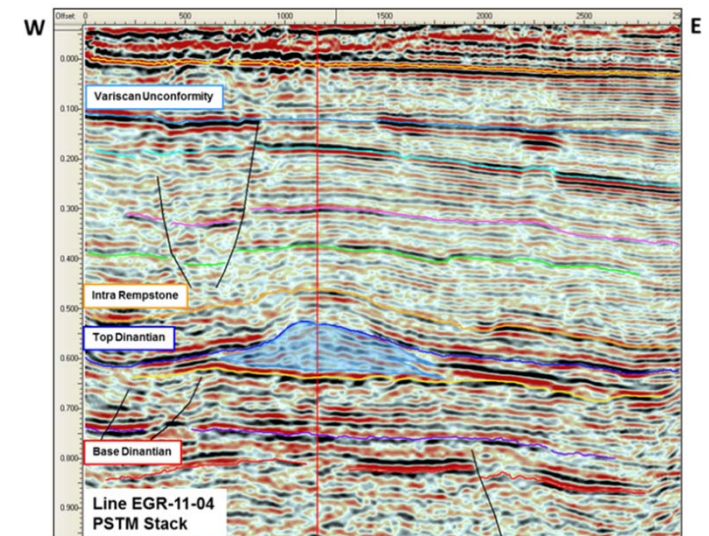 Offset: 0 500 1000 1500 2000 2500 29
W
E
0.000
Variscan Unconformity
0.100
0.200
0.300
0.400
Intra Rempstone
0.500
Top Dinantian
0.600
0.700
Base Dinantian
0.800
Line EGR-11-04
0.900
PSTM Stack